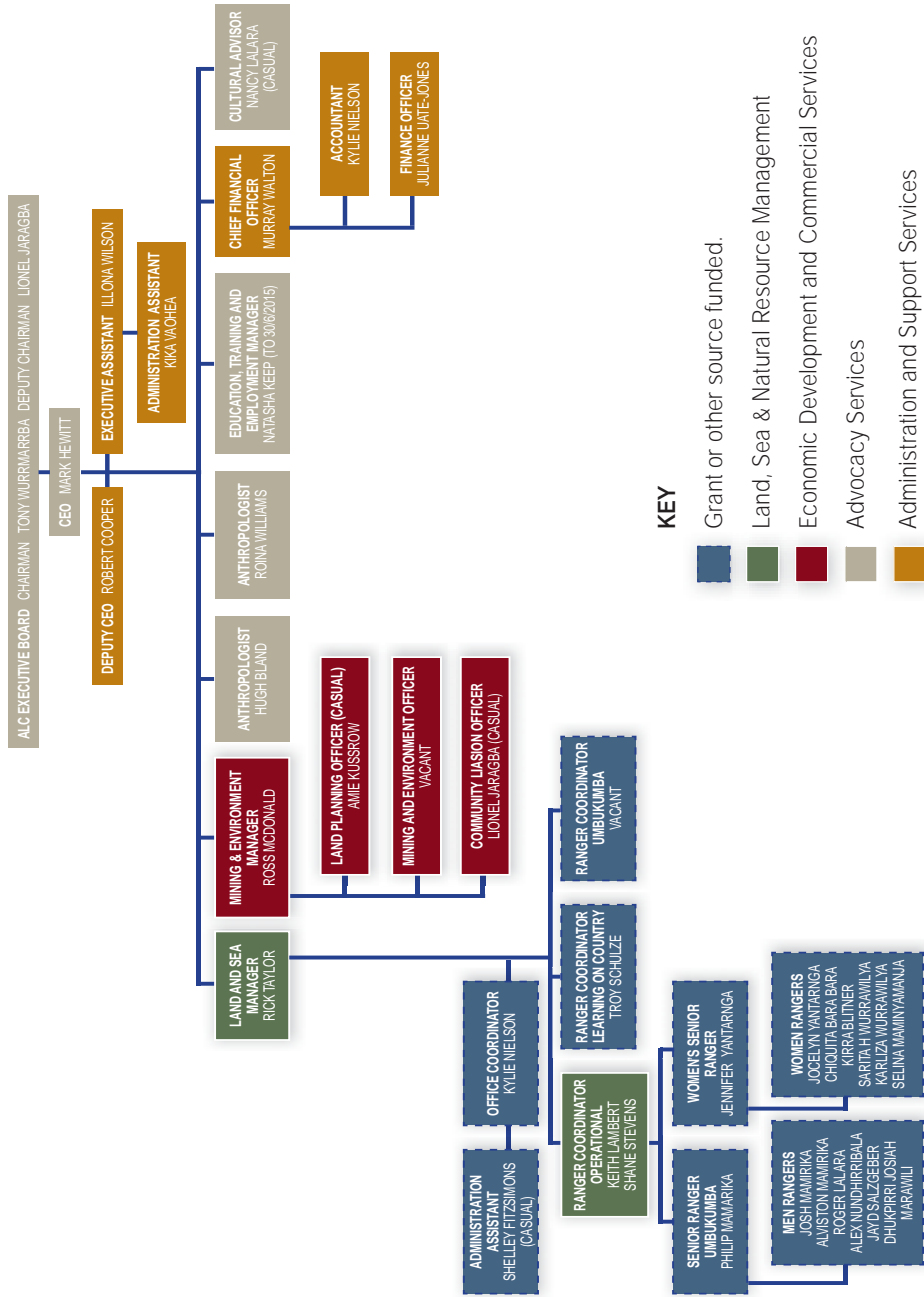 ALC EXECUTIVE BOARD CHAIRMAN TONY WURRMARRBA DEPUTY CHAIRMAN LIONEL JARAGBA
CEO MARK HEWITT
DEPUTY CEO ROBERT COOPER
EXECUTIVE ASSISTANT ILLONA WILSON
ADMINISTRATION ASSISTANT
KIKA VAOHEA
LAND AND SEA
MANAGER
RICK TAYLOR
MINING & ENVIRONMENT
MANAGER
ROSS MCDONALD
ANTHROPOLOGIST
HUGH BLAND
ANTHROPOLOGIST
ROINA WILLIAMS
EDUCATION, TRAINING AND
EMPLOYMENT MANAGER
NATASHA KEEP (TO 30/6/2015)
CHIEF FINANCIAL
OFFICER
MURRAY WALTON
CULTURAL ADVISOR
NANCY LALARA
(CASUAL)
LAND PLANNING OFFICER (CASUAL)
AMIE KUSSROW
MINING AND ENVIRONMENT OFFICER
VACANT
COMMUNITY LIASION OFFICER
LIONEL JARAGBA (CASUAL)
ACCOUNTANT
KYLIE NIELSON
FINANCE OFFICER
JULIANNE UATE-JONES
ADMINISTRATION
ASSISTANT
SHELLEY FITZSIMONS
(CASUAL)
OFFICE COORDINATOR
KYLIE NIELSON
RANGER COORDINATOR
OPERATIONAL
KEITH LAMBERT
SHANE STEVENS
RANGER COORDINATOR
LEARNING ON COUNTRY
TROY SCHULZE
RANGER COORDINATOR
UMBUKUMBA
VACANT
SENIOR RANGER
UMBUKUMBA
PHILIP MAMARIKA
WOMEN'S SENIOR
RANGER
JENNIFER YANTARNGA
MEN RANGERS
JOSH MAMIRIKA
ALVISTON MAMIRIKA
ROGER LALARA
ALEX NUNDHIRRIBALA
JAYD SALZGEBER
DHUKPIRRI JOSIAH
MARAWILI
WOMEN RANGERS
JOCELYN YANTARNGA
CHIQUITA BARA BARA
KIRRA BLITNER
SARITA H WURRAWILYA
KARLIZA WURRAWILYA
SELINA MAMINYAMANJA
KEY
Grant or other source funded.
Land, Sea & Natural Resource Management
Economic Development and Commercial Services
Advocacy Services
Administration and Support Services